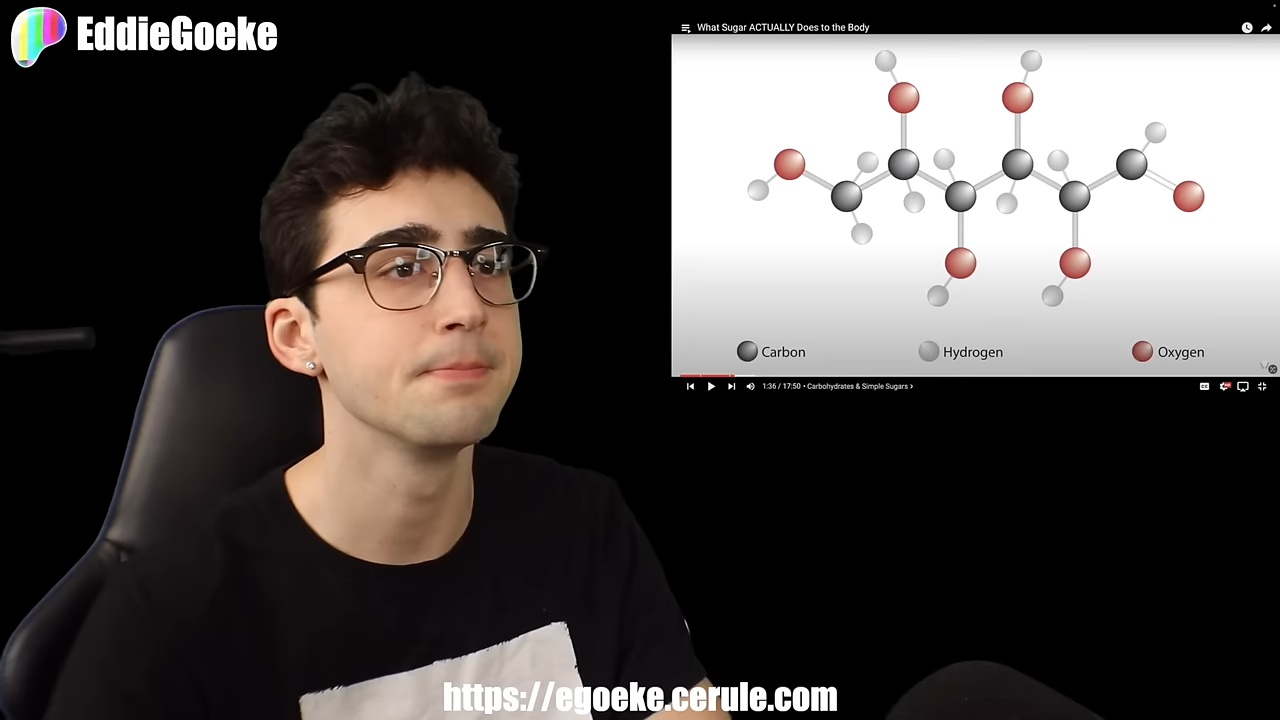 EddieGoeke
What Sugar ACTUALLY Does to the Body
Carbon
Hydrogen
Oxygen
1:36 / 17:50 • Carbohydrates & Simple Sugars >
https://egoeke.cerule.com